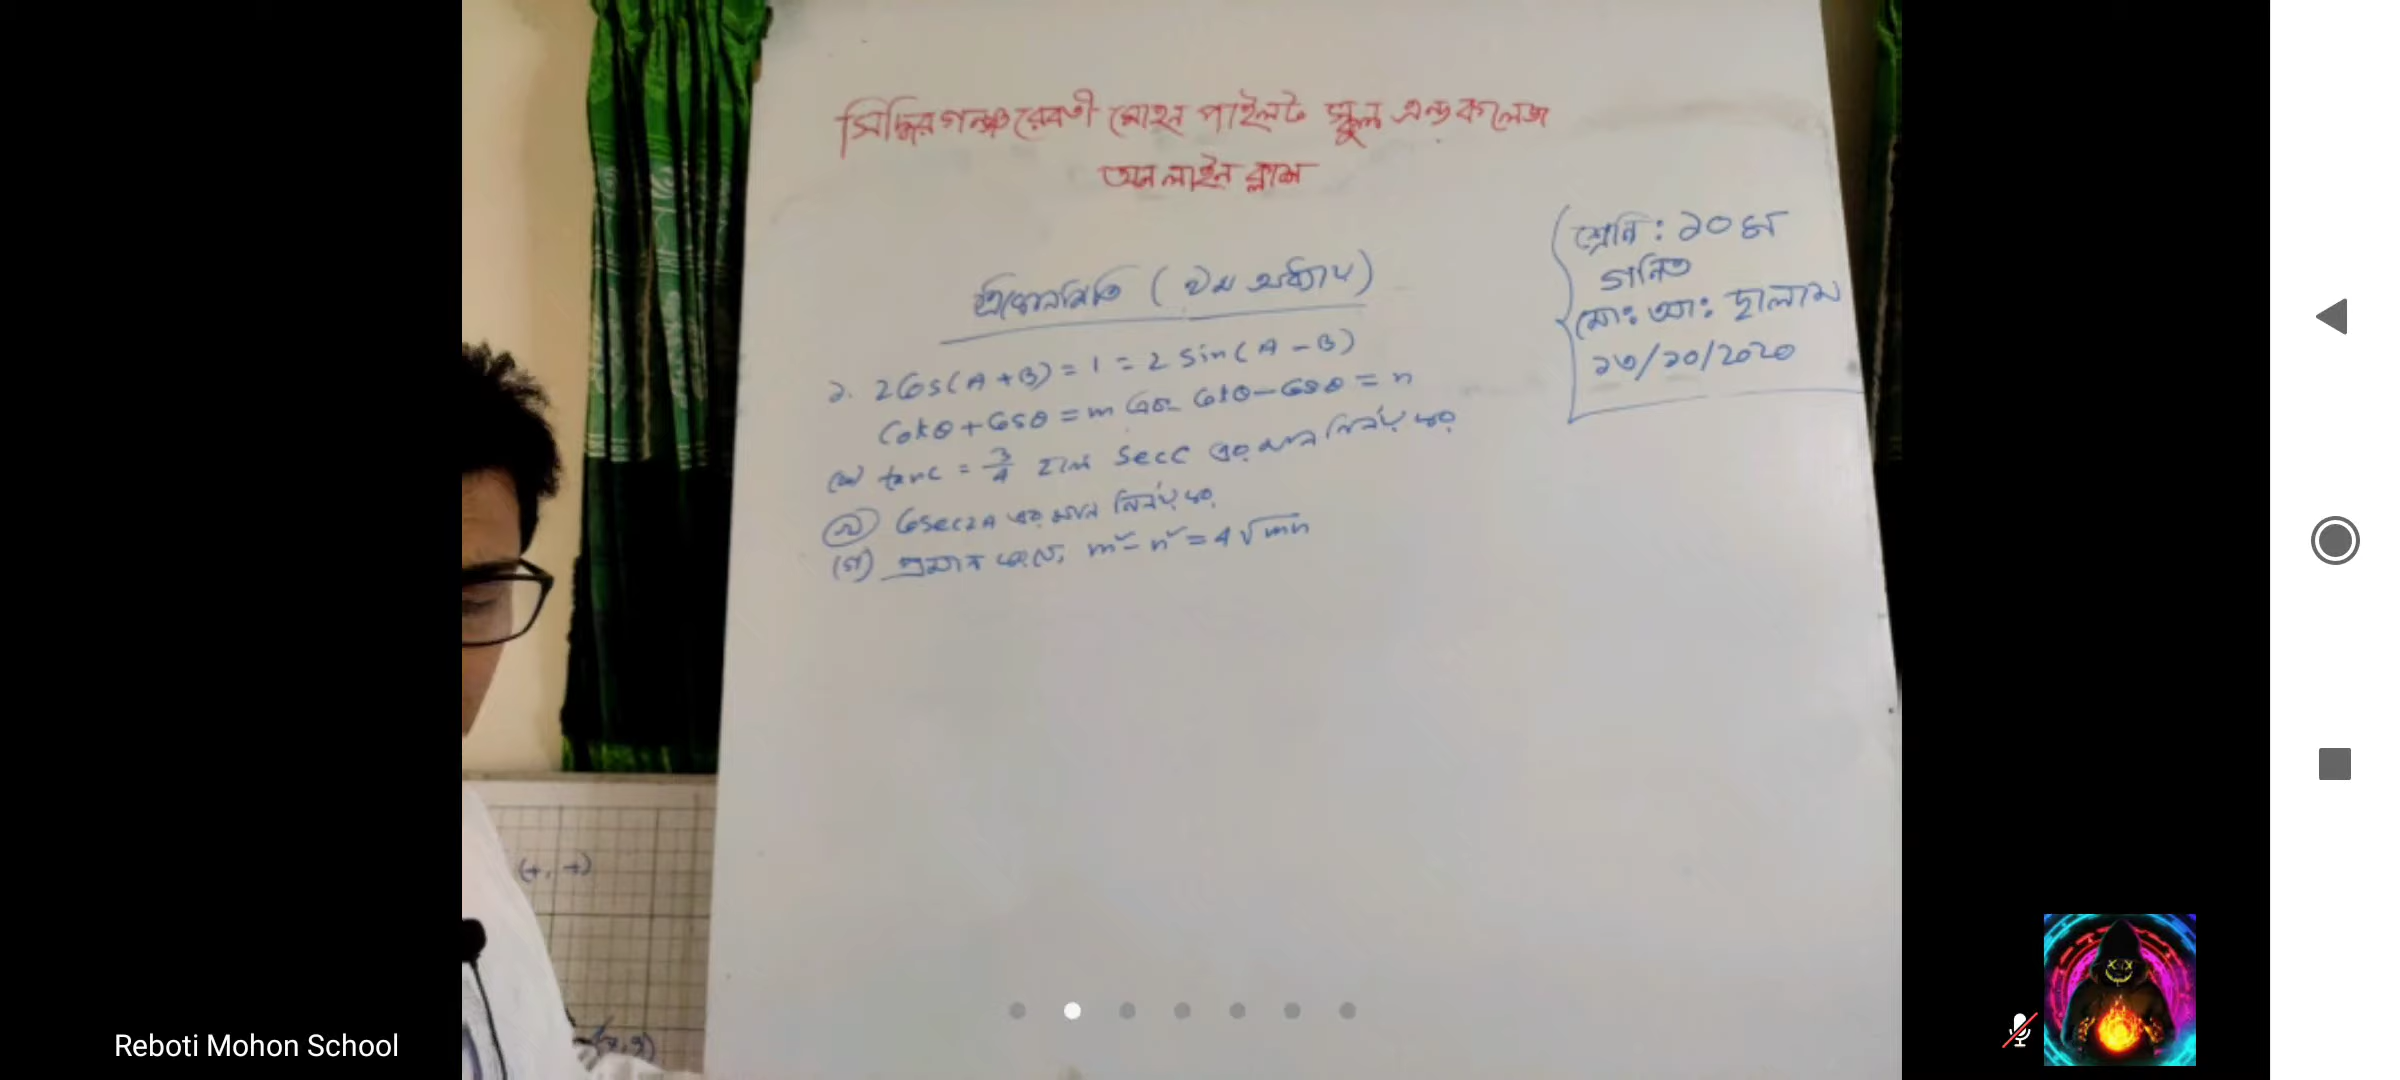 সিদ্ধিরগঞ্জ রেবতী মোহন পাইলট স্কুল এন্ড কলেজ
অনলাইন ক্লাস
শ্রেনি: ১০ম
গনিত
মোঃ আঃ ছালাম
১৩/১০/২০২০
ত্রিকোনমিতি (৯ম অধ্যায়)
১. 2Cos(A+B) = 1 = 2 Sin(A-B)
Cotθ + Cosθ = m এবং Cotθ - Cosθ = n
(ক) tanC = 3/4 হলে SecC এর মান নির্ণয় কর
(খ) Cosec2A এর মান নির্ণয় কর
(গ) প্রমাণ কর যে, m² - n² = 4√mn
(+, +)
Reboti Mohon School